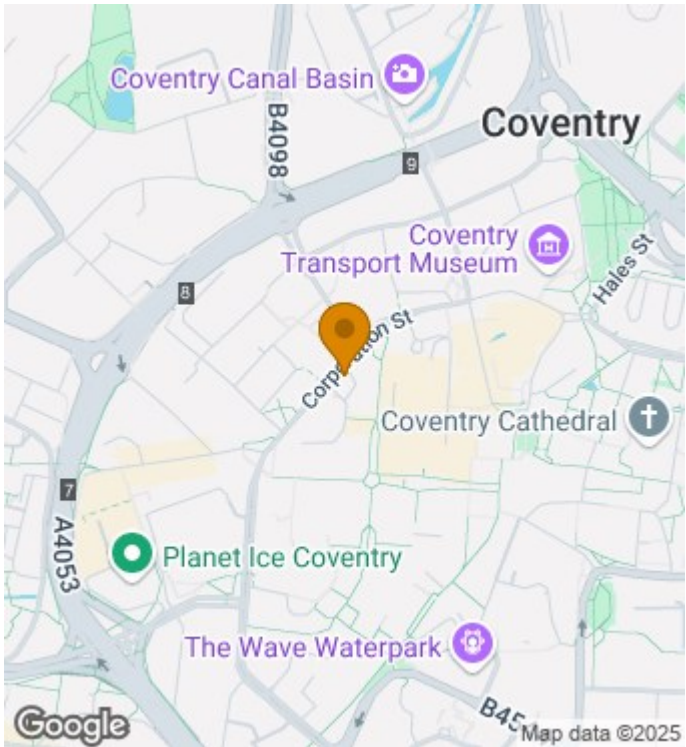 Coventry Canal Basin
B4098
Coventry
9
Coventry
Transport Museum
Hales St
8
Corporation St
Coventry Cathedral
7
A4053
Planet Ice Coventry
The Wave Waterpark
Google
Map data ©2025